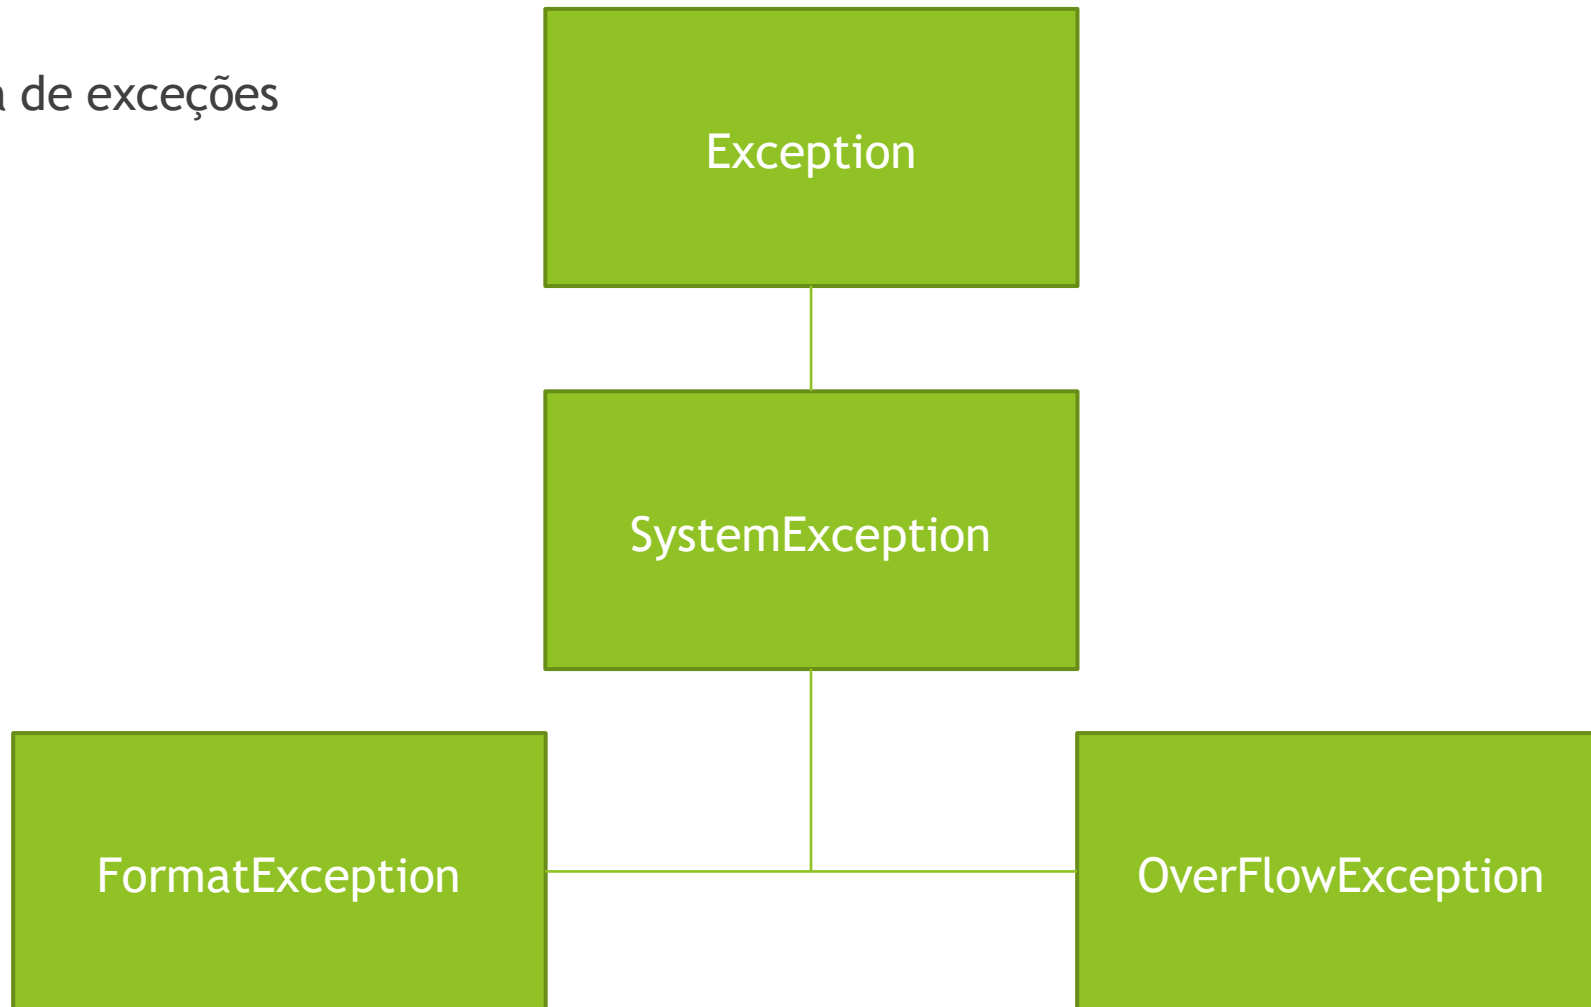 de exceções
Exception
SystemException
FormatException
OverFlowException